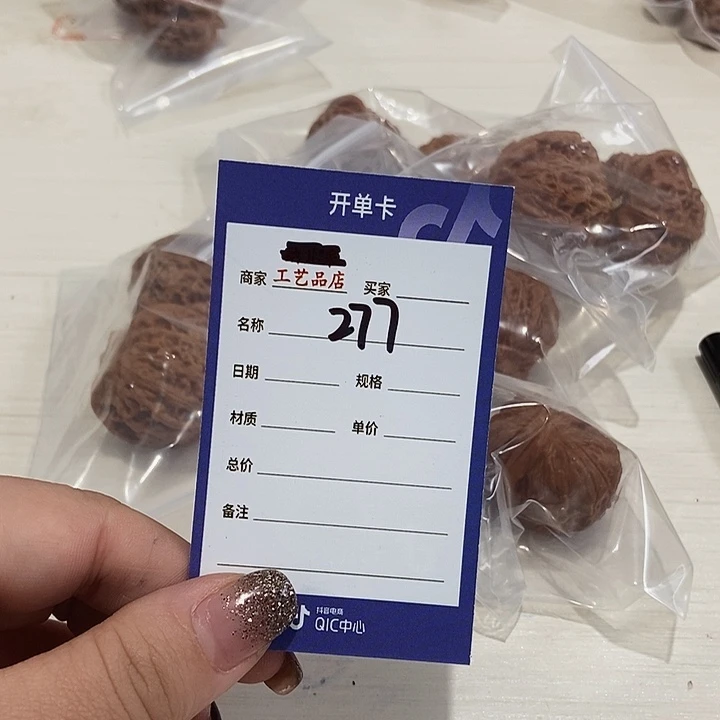 开单卡
商家 工艺品店 买家
名称 277
日期 规格
材质 单价
总价
备注
抖音电商
QIC中心